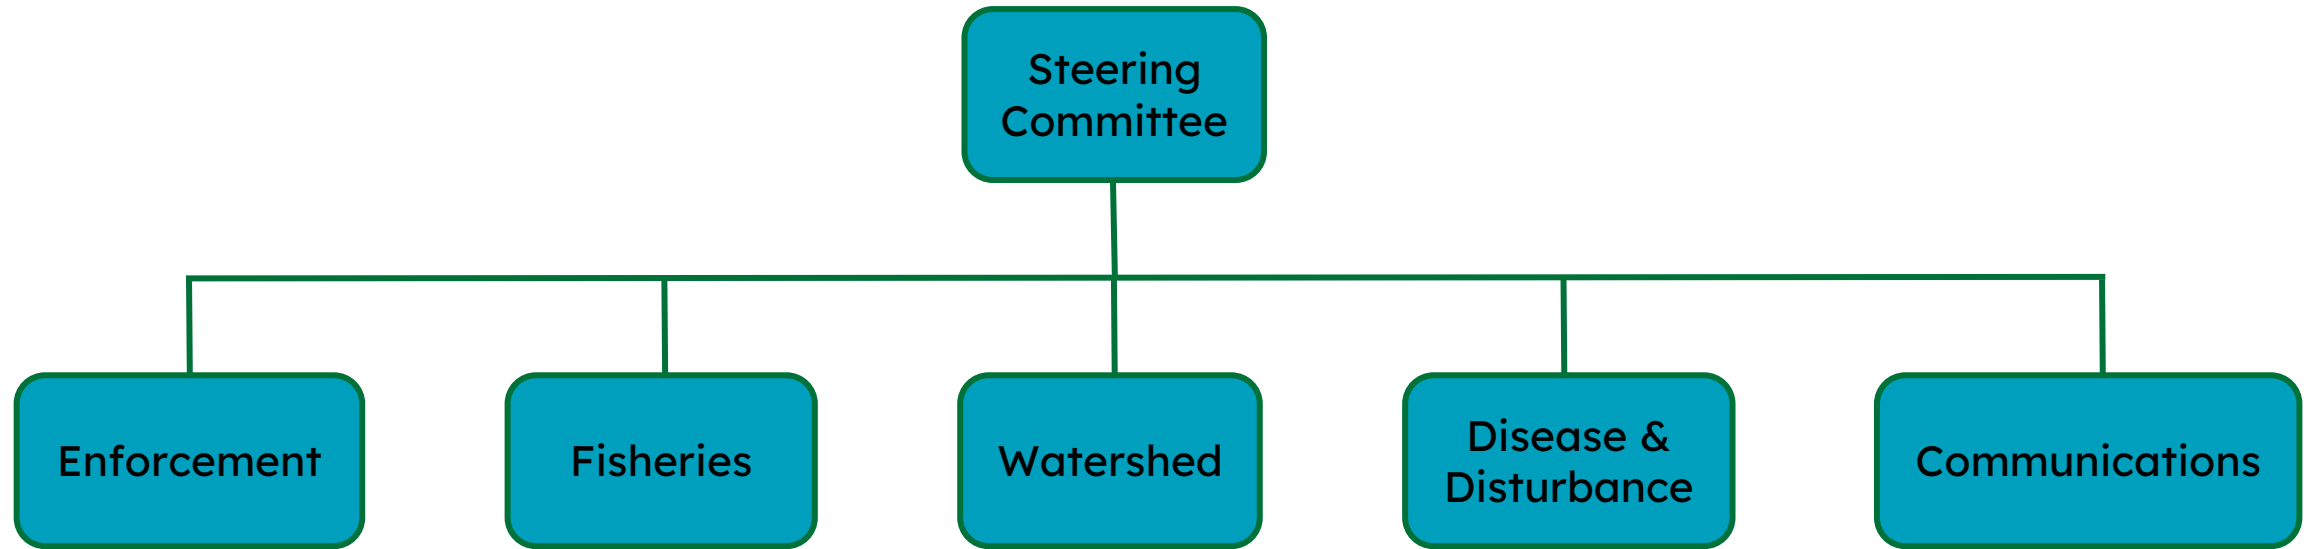 Steering
Committee
Enforcement
Fisheries
Watershed
Disease &
Disturbance
Communications